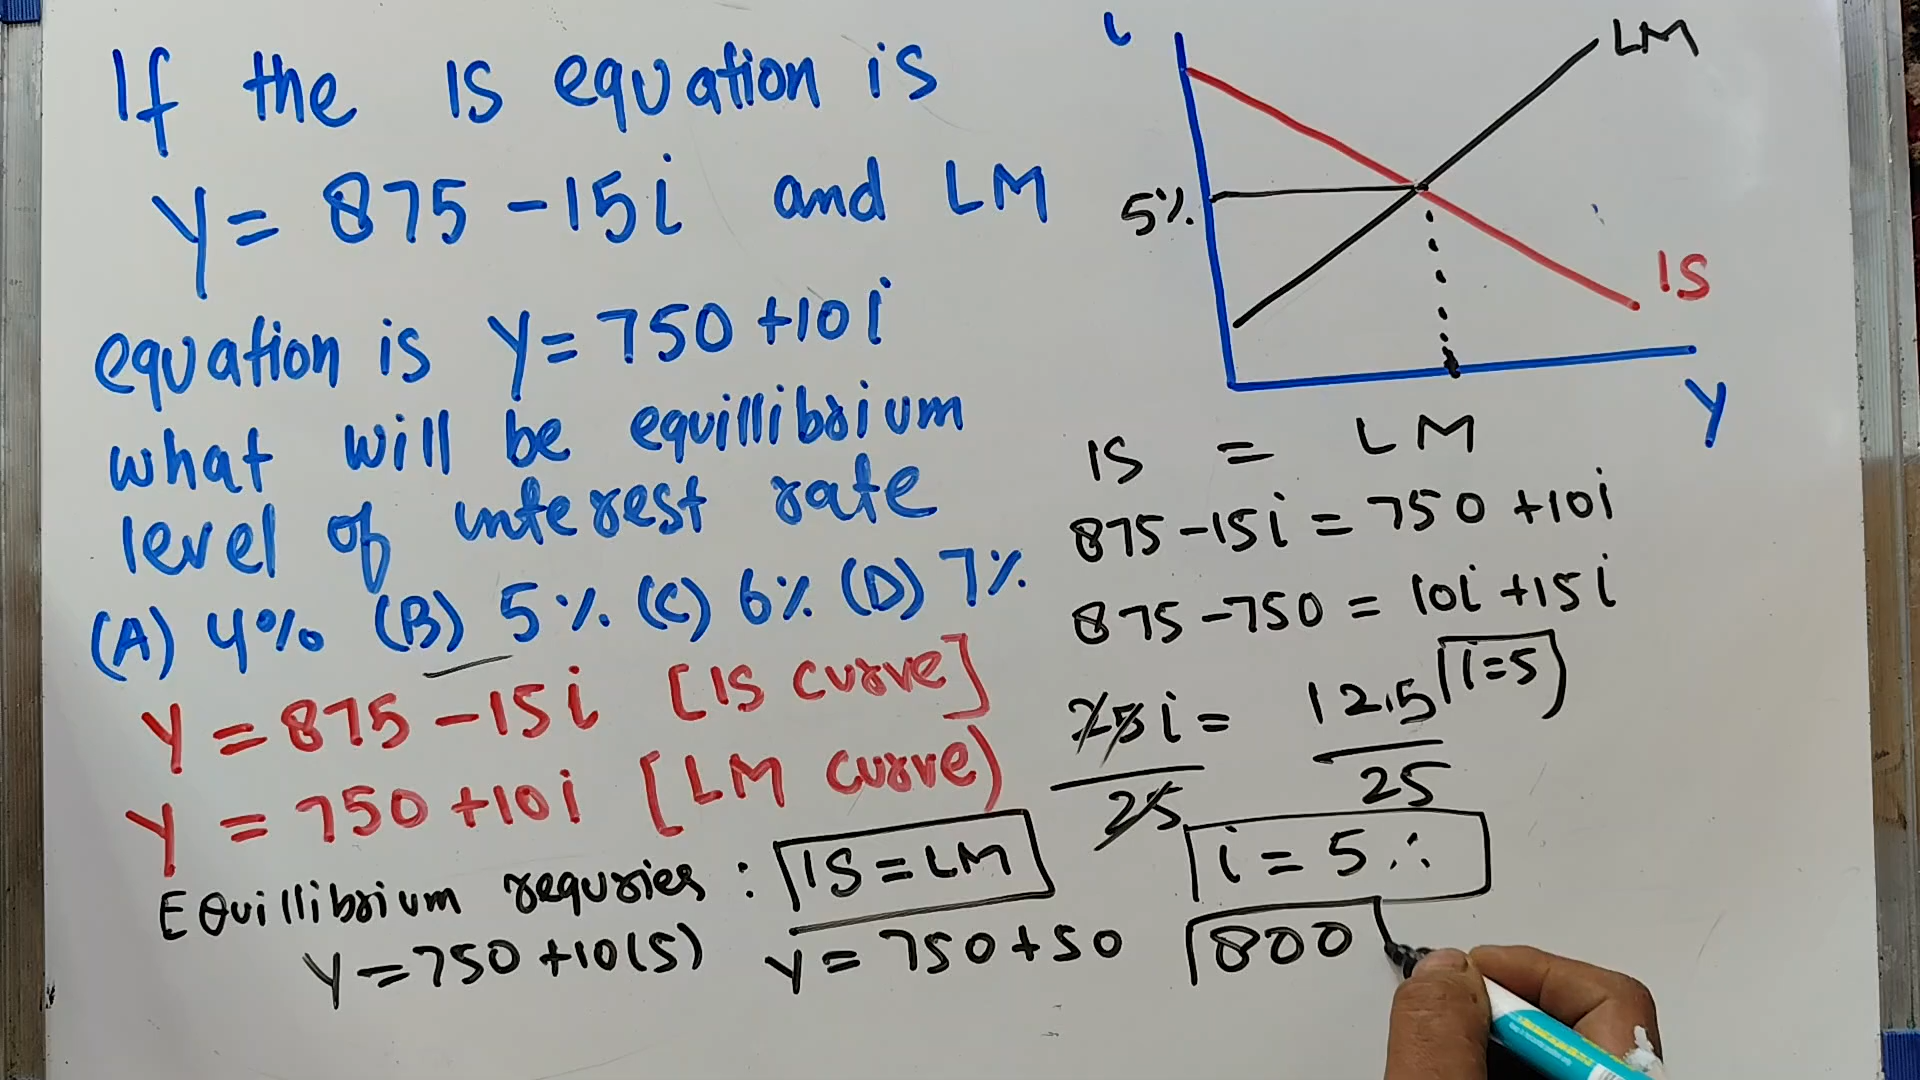 If the IS equation is
Y = 875 - 15i and LM
equation is Y = 750 + 10i
what will be equillibrium
level of interest rate
(A) 4% (B) 5% (C) 6% (D) 7%
Y = 875 - 15i [IS curve]
Y = 750 + 10i [LM curve)
EQuillibrium requries : IS = LM
Y = 750 + 10(5) Y = 750 + 50 800
i
LM
5%
IS
Y
IS = LM
875 - 15i = 750 + 10i
875 - 750 = 10i + 15i
25i = 125 i = 5
25 25
i = 5 ∴